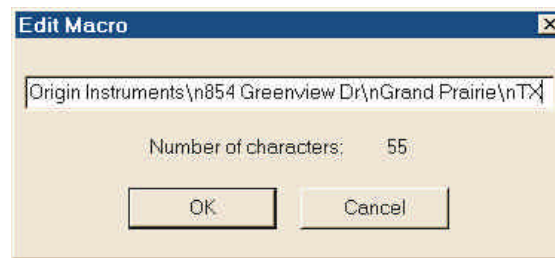 Edit Macro
Origin Instruments\n854 Greenview Dr\nGrand Prairie\nTX
Number of characters: 55
OK Cancel